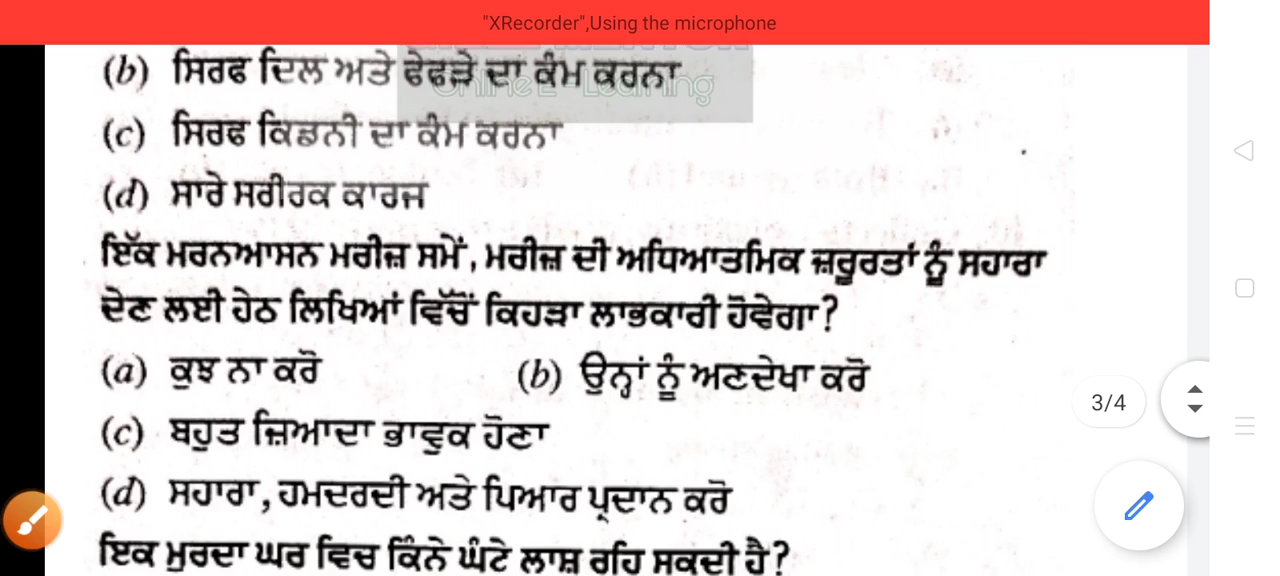 "XRecorder",Using the microphone
(b) ਸਿਰਫ ਦਿਲ ਅਤੇ ਫੇਫੜੇ ਦਾ ਕੰਮ ਕਰਨਾ
Online E-Learning
(c) ਸਿਰਫ ਕਿਡਨੀ ਦਾ ਕੰਮ ਕਰਨਾ
(d) ਸਾਰੇ ਸਰੀਰਕ ਕਾਰਜ
ਇੱਕ ਮਰਨਆਸਨ ਮਰੀਜ਼ ਸਮੇਂ, ਮਰੀਜ਼ ਦੀ ਅਧਿਆਤਮਿਕ ਜ਼ਰੂਰਤਾਂ ਨੂੰ ਸਹਾਰਾ
ਦੇਣ ਲਈ ਹੇਠ ਲਿਖਿਆਂ ਵਿੱਚੋਂ ਕਿਹੜਾ ਲਾਭਕਾਰੀ ਹੋਵੇਗਾ?
(a) ਕੁਝ ਨਾ ਕਰੋ (b) ਉਨ੍ਹਾਂ ਨੂੰ ਅਣਦੇਖਾ ਕਰੋ
(c) ਬਹੁਤ ਜ਼ਿਆਦਾ ਭਾਵੁਕ ਹੋਣਾ
3/4
(d) ਸਹਾਰਾ, ਹਮਦਰਦੀ ਅਤੇ ਪਿਆਰ ਪ੍ਰਦਾਨ ਕਰੋ
ਇਕ ਮੁਰਦਾ ਘਰ ਵਿਚ ਕਿੰਨੇ ਘੰਟੇ ਲਾਸ਼ ਰਹਿ ਸਕਦੀ ਹੈ?